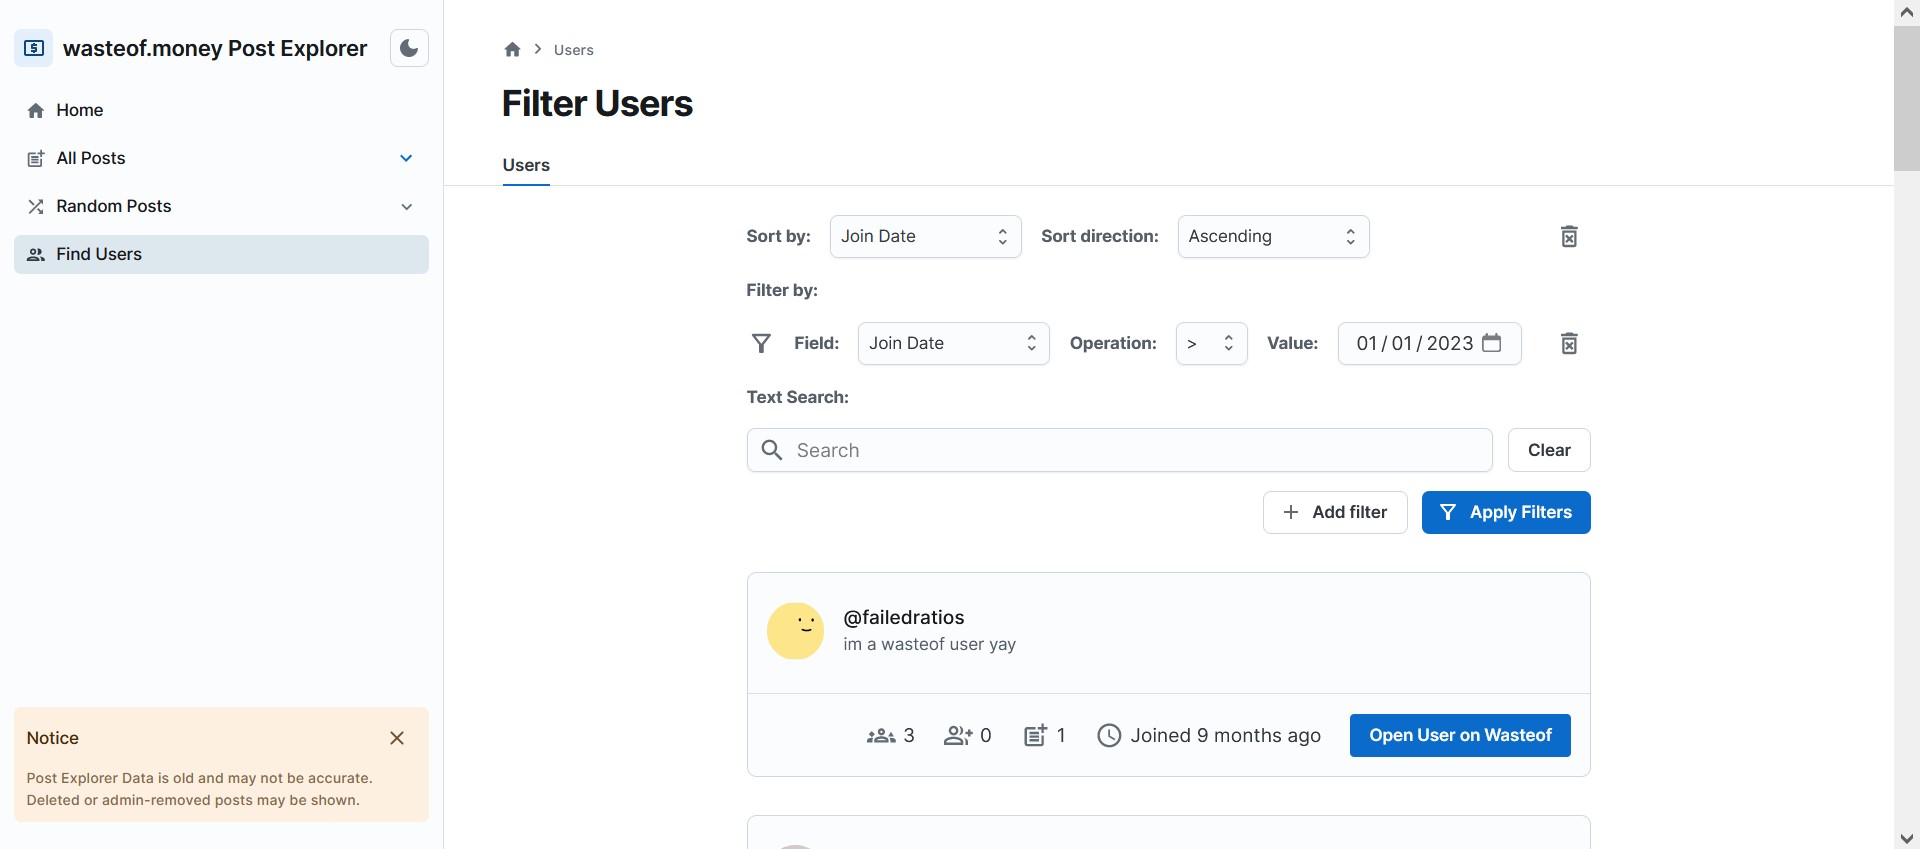 wasteof.money Post Explorer
Home
All Posts
Random Posts
Find Users
Notice
Post Explorer Data is old and may not be accurate.
Deleted or admin-removed posts may be shown.
Users
Filter Users
Users
Sort by: Join Date Sort direction: Ascending
Filter by:
Field: Join Date Operation: > Value: 01/01/2023
Text Search:
Search Clear
Add filter Apply Filters
@failedratios
im a wasteof user yay
3 0 1 Joined 9 months ago Open User on Wasteof